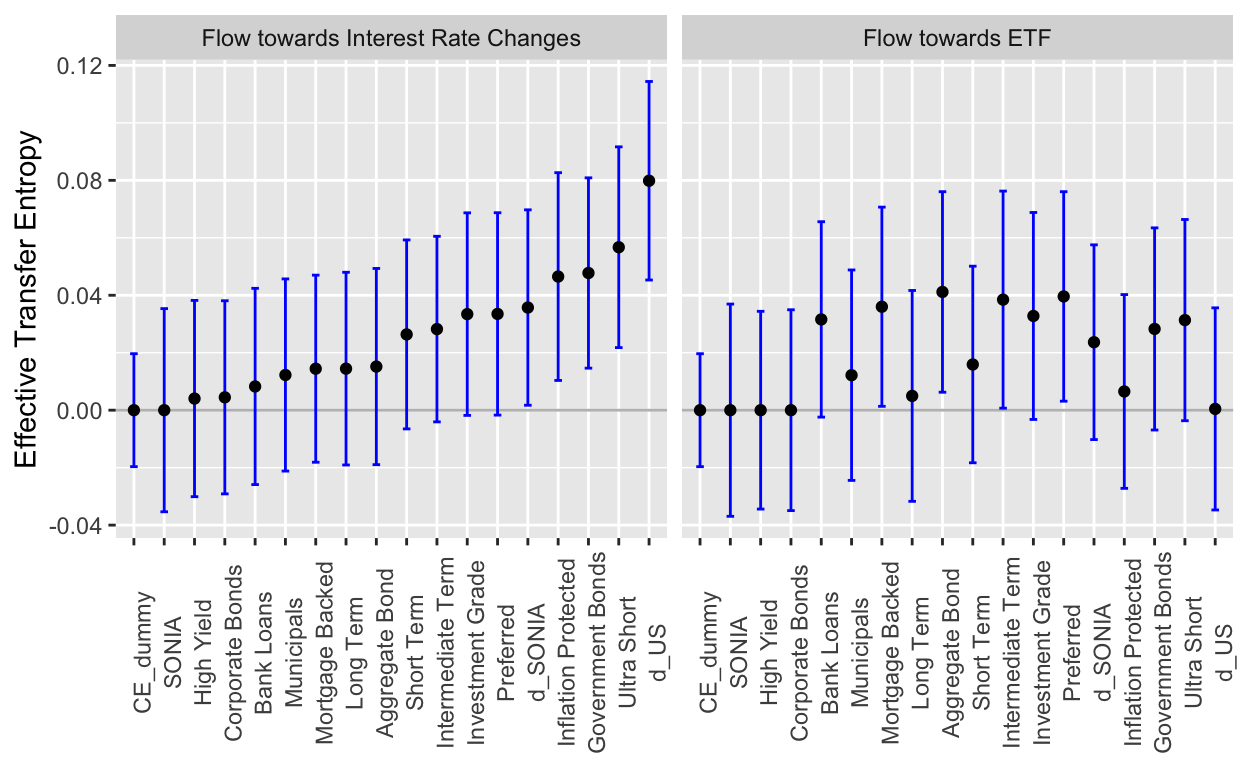 Flow towards Interest Rate Changes
Flow towards ETF
Effective Transfer Entropy
0.12
0.08
0.04
0.00
-0.04
CE_dummy
SONIA
High Yield
Corporate Bonds
Bank Loans
Municipals
Mortgage Backed
Long Term
Aggregate Bond
Short Term
Intermediate Term
Investment Grade
Preferred
d_SONIA
Inflation Protected
Government Bonds
Ultra Short
d_US
CE_dummy
SONIA
High Yield
Corporate Bonds
Bank Loans
Municipals
Mortgage Backed
Long Term
Aggregate Bond
Short Term
Intermediate Term
Investment Grade
Preferred
d_SONIA
Inflation Protected
Government Bonds
Ultra Short
d_US